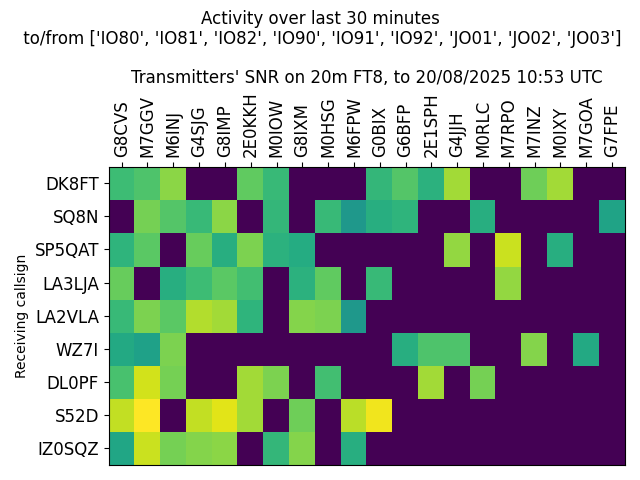 Activity over last 30 minutes
to/from ['IO80', 'IO81', 'IO82', 'IO90', 'IO91', 'IO92', 'JO01', 'JO02', 'JO03']
Transmitters' SNR on 20m FT8, to 20/08/2025 10:53 UTC
G8CVS
M7GGV
M6INJ
G4SJG
G8IMP
2E0KKH
M0IOW
G8IXM
M0HSG
M6FPW
G0BIX
G6BFP
2E1SPH
G4JJH
M0RLC
M7RPO
M7INZ
M0IXY
M7GOA
G7FPE
Receiving callsign
DK8FT
SQ8N
SP5QAT
LA3LJA
LA2VLA
WZ7I
DL0PF
S52D
IZ0SQZ